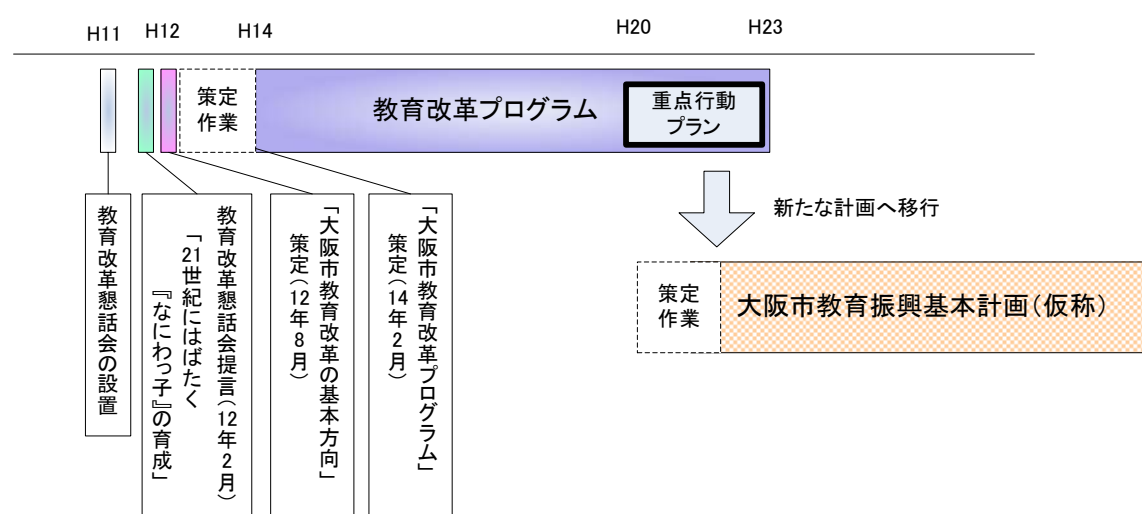 H11
H12
H14
H20
H23
策定
作業
教育改革プログラム
重点行動
プラン
新たな計画へ移行
教育改革懇話会の設置
教育改革懇話会提言(12年2月)
「21世紀にはばたく
『なにわっ子』の育成」
「大阪市教育改革の基本方向」
策定(12年8月)
「大阪市教育改革プログラム」
策定(14年2月)
策定
作業
大阪市教育振興基本計画(仮称)